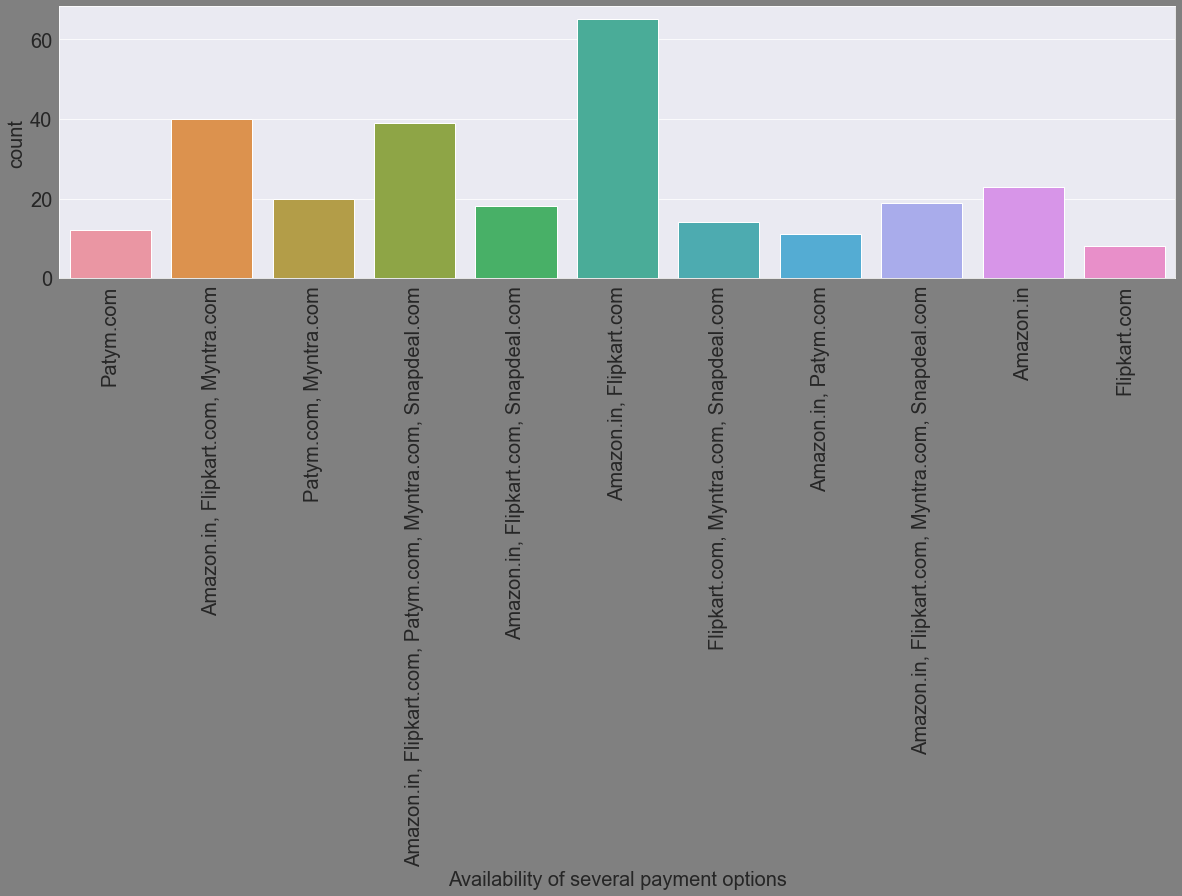 60
40
20
0
count
Patym.com
Amazon.in, Flipkart.com, Myntra.com
Patym.com, Myntra.com
Amazon.in, Flipkart.com, Patym.com, Myntra.com, Snapdeal.com
Amazon.in, Flipkart.com, Snapdeal.com
Amazon.in, Flipkart.com
Flipkart.com, Myntra.com, Snapdeal.com
Amazon.in, Patym.com
Amazon.in, Flipkart.com, Myntra.com, Snapdeal.com
Amazon.in
Flipkart.com
Availability of several payment options